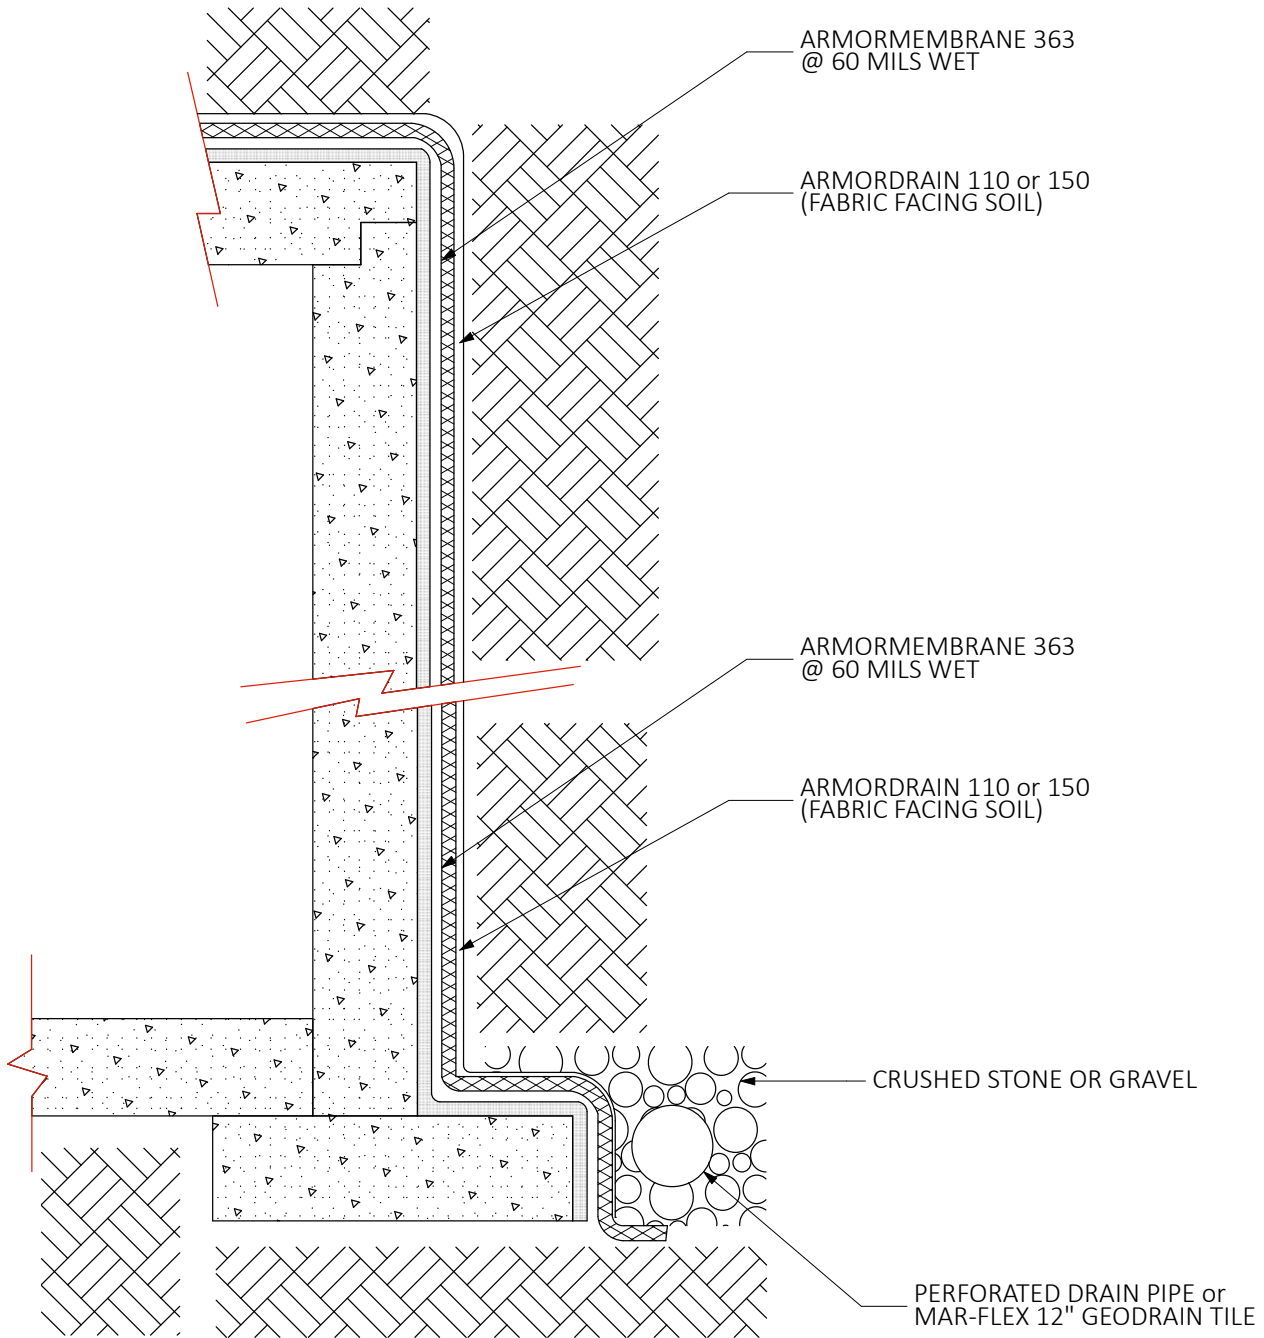 ARMORMEMBRANE 363
@ 60 MILS WET
ARMORDRAIN 110 or 150
(FABRIC FACING SOIL)
ARMORMEMBRANE 363
@ 60 MILS WET
ARMORDRAIN 110 or 150
(FABRIC FACING SOIL)
CRUSHED STONE OR GRAVEL
PERFORATED DRAIN PIPE or
MAR-FLEX 12" GEODRAIN TILE